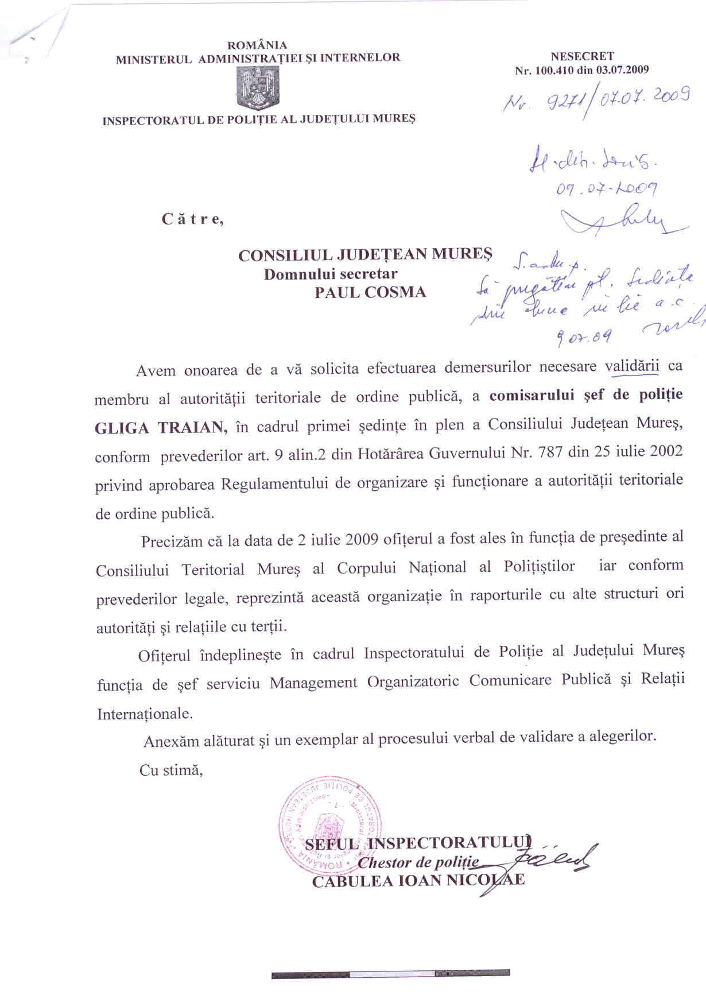 ROMÂNIA
MINISTERUL ADMINISTRAŢIEI ŞI INTERNELOR
INSPECTORATUL DE POLIŢIE AL JUDEŢULUI MUREŞ
NESECRET
Nr. 100.410 din 03.07.2009
Nr. 9271/07.07.2009
09.07.2009
C ă t r e,
CONSILIUL JUDEŢEAN MUREŞ
Domnului secretar
PAUL COSMA
Să pregătim pt. Sedinţa
din iulie a.c.
9.07.09
Avem onoarea de a vă solicita efectuarea demersurilor necesare validării ca
membru al autorităţii teritoriale de ordine publică, a comisarului şef de poliţie
GLIGA TRAIAN, în cadrul primei şedinţe în plen a Consiliului Judeţean Mureş,
conform prevederilor art. 9 alin.2 din Hotărârea Guvernului Nr. 787 din 25 iulie 2002
privind aprobarea Regulamentului de organizare şi funcţionare a autorităţii teritoriale
de ordine publică.
Precizăm că la data de 2 iulie 2009 ofiţerul a fost ales în funcţia de preşedinte al
Consiliului Teritorial Mureş al Corpului Naţional al Poliţiştilor iar conform
prevederilor legale, reprezintă această organizaţie în raporturile cu alte structuri ori
autorităţi şi relaţiile cu terţii.
Ofiţerul îndeplineşte în cadrul Inspectoratului de Poliţie al Judeţului Mureş
funcţia de şef serviciu Management Organizatoric Comunicare Publică şi Relaţii
Internaţionale.
Anexăm alăturat şi un exemplar al procesului verbal de validare a alegerilor.
Cu stimă,
SEFUL INSPECTORATULUI
Chestor de poliţie
CABULEA IOAN NICOLAE